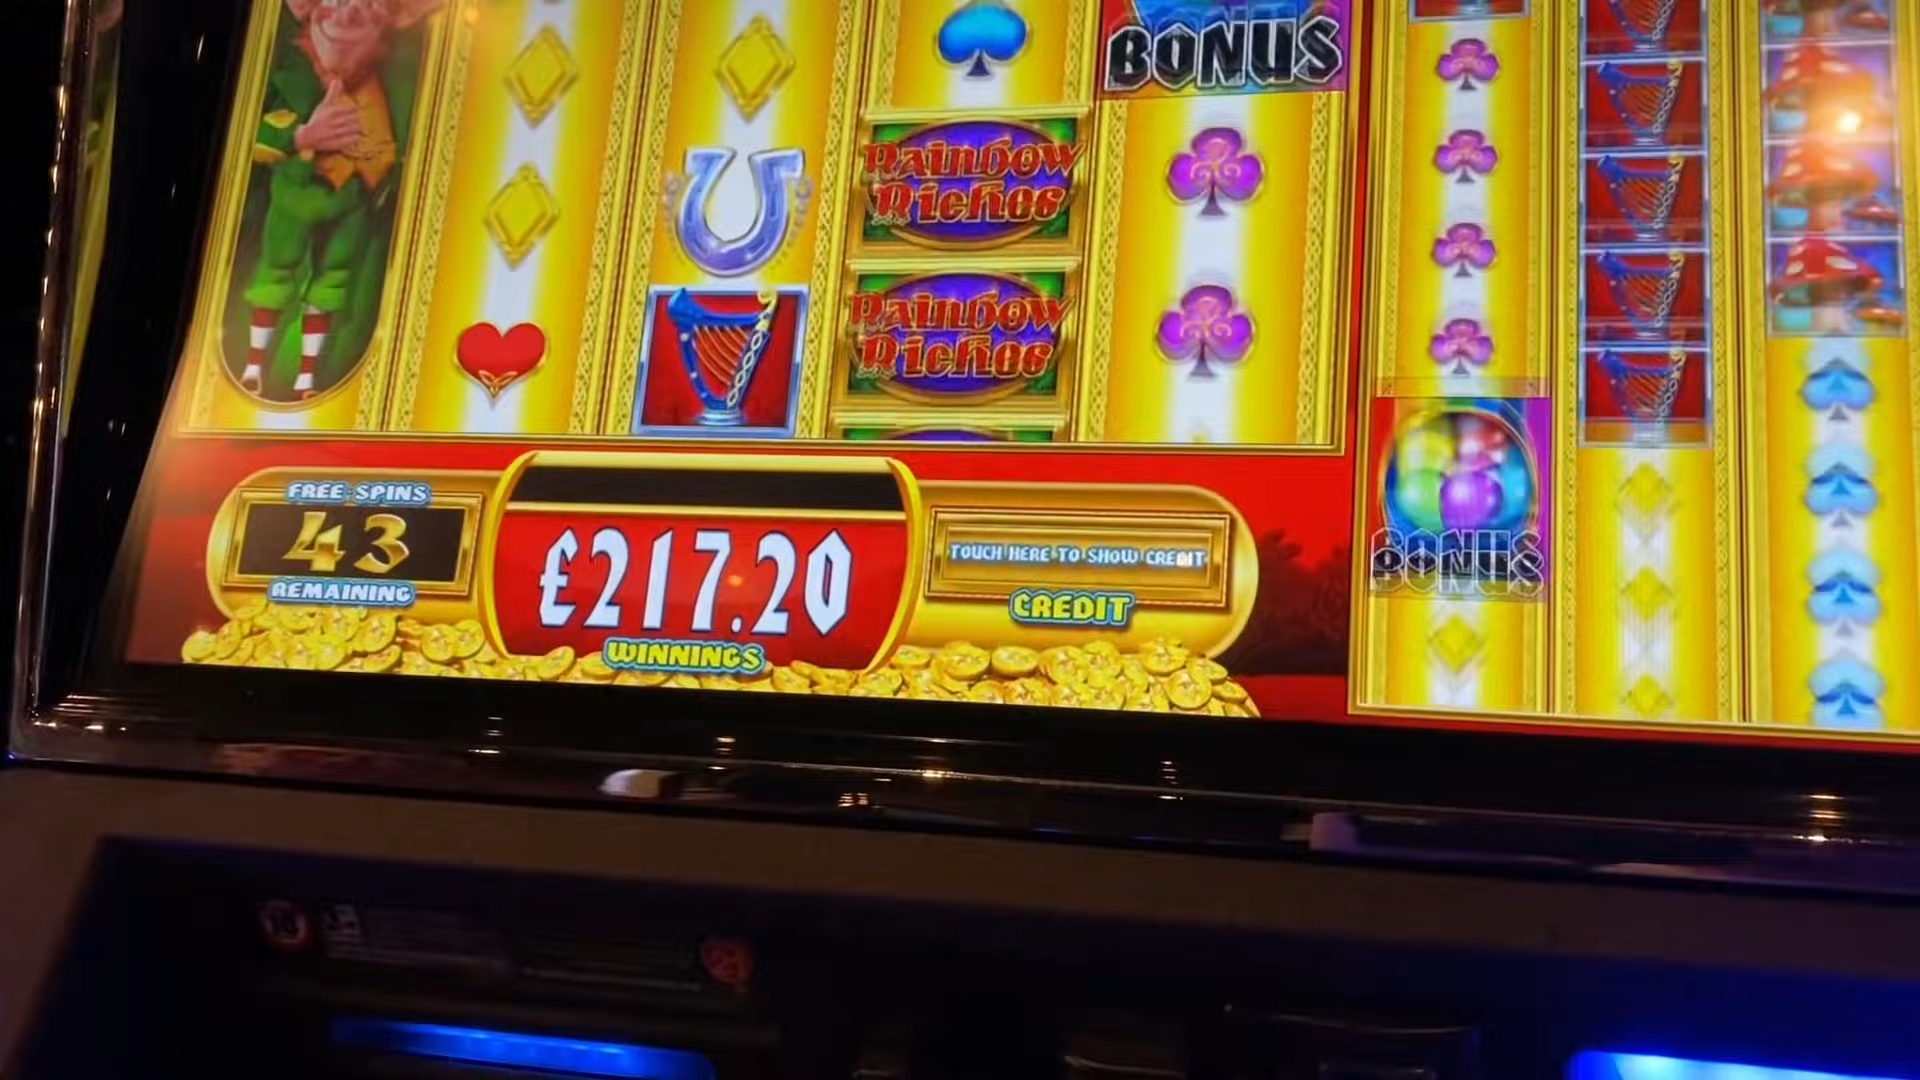 BONUS
Rainbow
Riches
Rainbow
Riches
FREE SPINS
43
REMAINING
£217.20
WINNINGS
TOUCH HERE TO SHOW CREDIT
CREDIT
BONUS